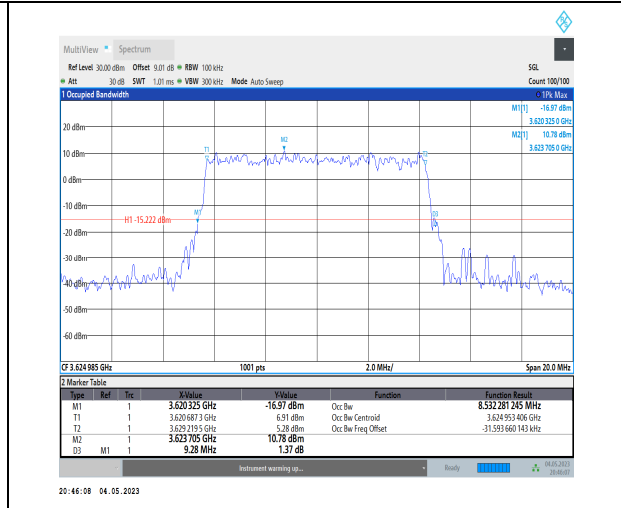 MultiView Spectrum
Ref Level 30.00 dBm Offset 9.01 dB RBW 100 kHz SGL
Att 30 dB SWT 1.01 ms VBW 300 kHz Mode Auto Sweep Count 100/100
1 Occupied Bandwidth 1Pk Max
M1[1] -16.97 dBm
3.620 325 0 GHz
M2[1] 10.78 dBm
3.623 705 0 GHz
20 dBm
M2
10 dBm
T1
T2
0 dBm
-10 dBm
M1
D3
H1 -15.222 dBm
-20 dBm
-30 dBm
-40 dBm
-50 dBm
-60 dBm
CF 3.624 985 GHz 1001 pts 2.0 MHz/ Span 20.0 MHz
2 Marker Table
Type Ref Trc X-Value Y-Value Function Function Result
M1 1 3.620 325 GHz -16.97 dBm Occ Bw 8.532 281 245 MHz
T1 1 3.620 687 3 GHz 6.91 dBm Occ Bw Centroid 3.624 953 406 GHz
T2 1 3.629 219 5 GHz 5.28 dBm Occ Bw Freq Offset -31.593 660 143 kHz
M2 1 3.623 705 GHz 10.78 dBm
D3 M1 1 9.28 MHz 1.37 dB
Instrument warming up... Ready 04.05.2023
20:46:07
20:46:08 04.05.2023